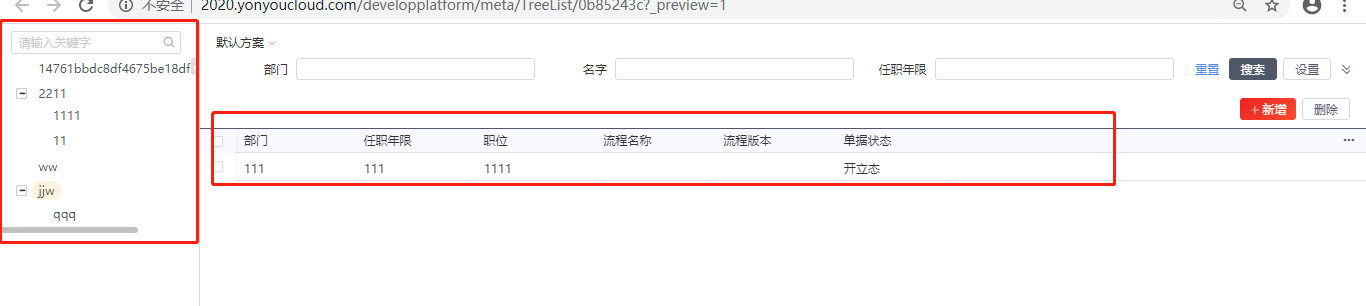 不安全 2020.yonyoucloud.com/developplatform/meta/TreeList/0b85243c?_preview=1
请输入关键字
14761bbdc8df4675be18df
2211
1111
11
ww
jjw
qqq
默认方案
部门 名字 任职年限 重置 搜索 设置
+ 新增 删除
部门 任职年限 职位 流程名称 流程版本 单据状态
111 111 1111 开立态